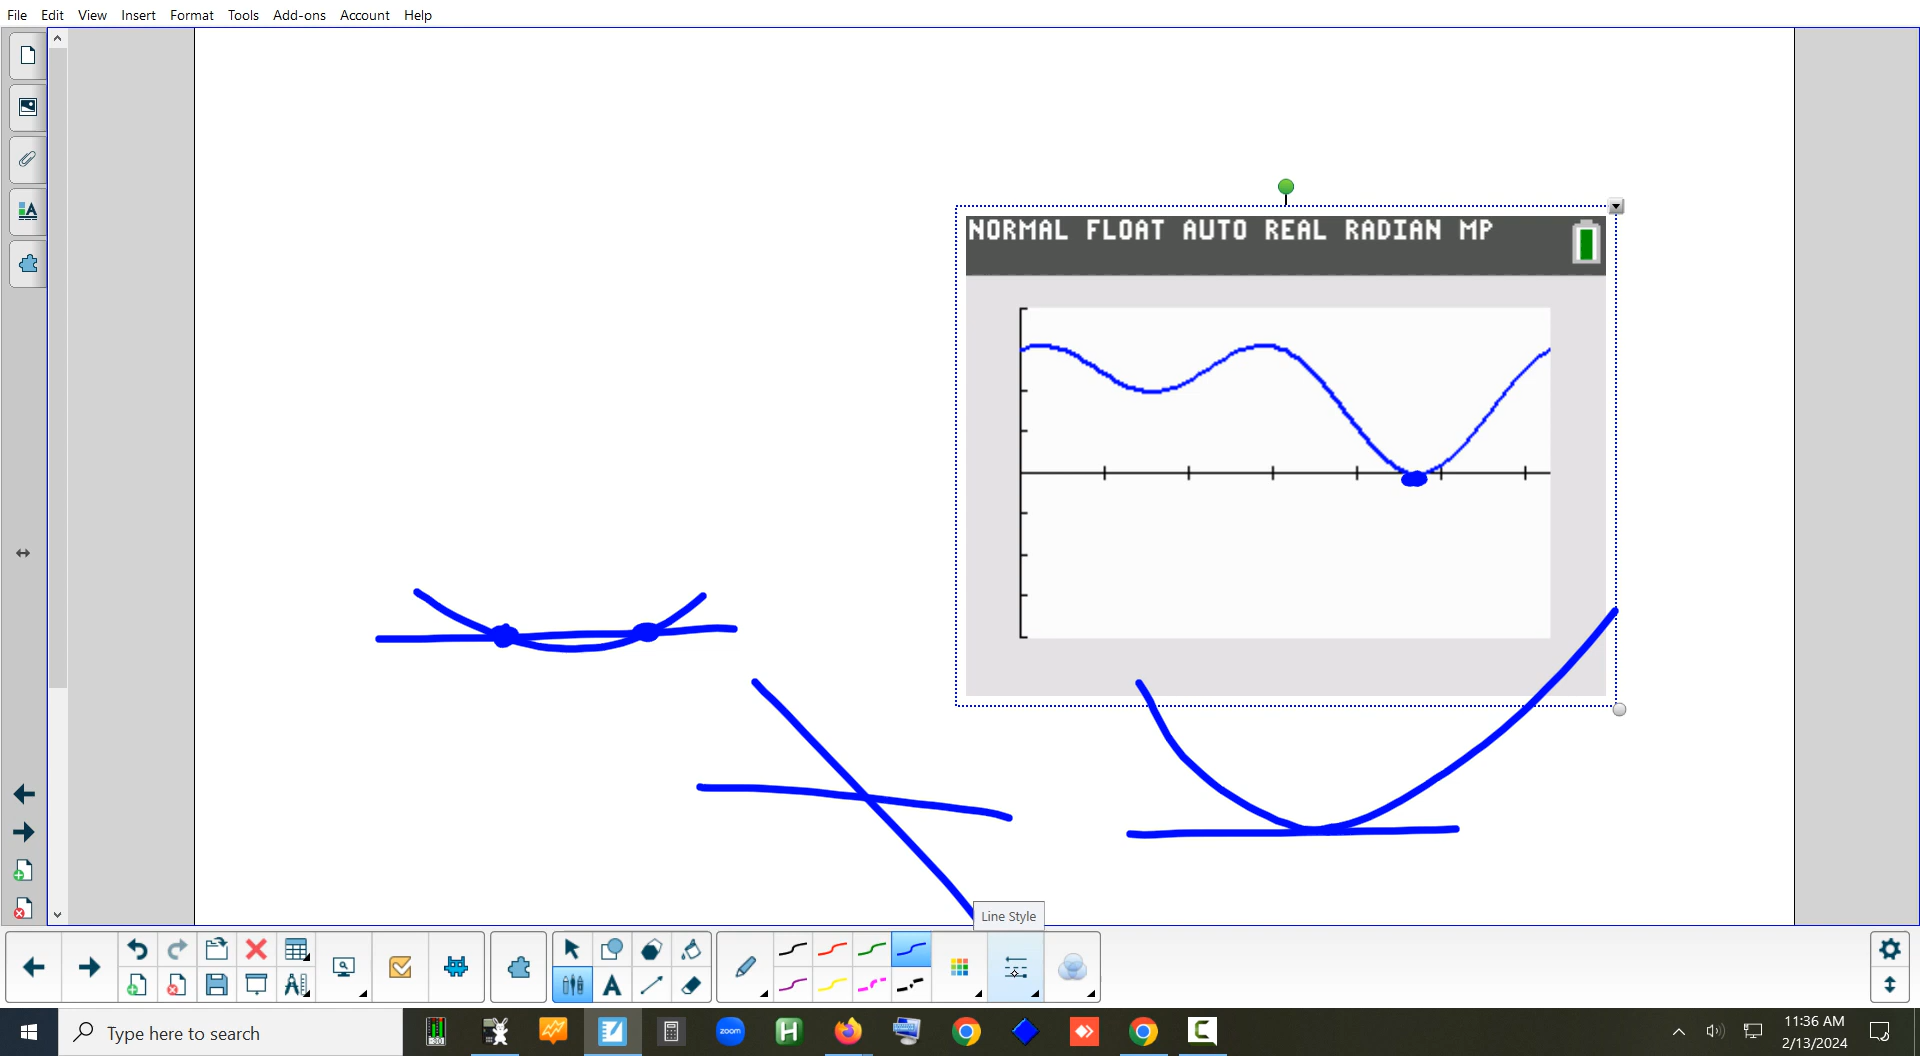 File Edit View Insert Format Tools Add-ons Account Help
NORMAL FLOAT AUTO REAL RADIAN MP
Line Style
A
Type here to search
zoom
H
C
11:36 AM
2/13/2024